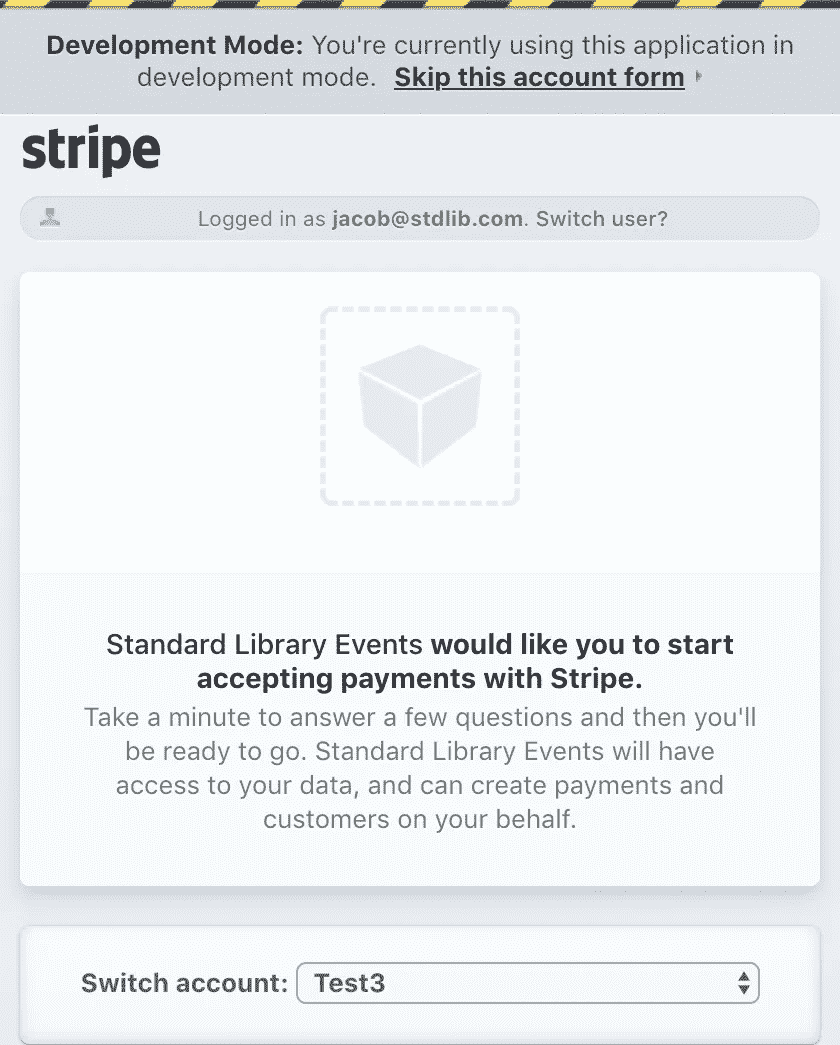 Development Mode: You're currently using this application in
development mode. Skip this account form
stripe
Logged in as jacob@stdlib.com. Switch user?
Standard Library Events would like you to start
accepting payments with Stripe.
Take a minute to answer a few questions and then you'll
be ready to go. Standard Library Events will have
access to your data, and can create payments and
customers on your behalf.
Switch account: Test3